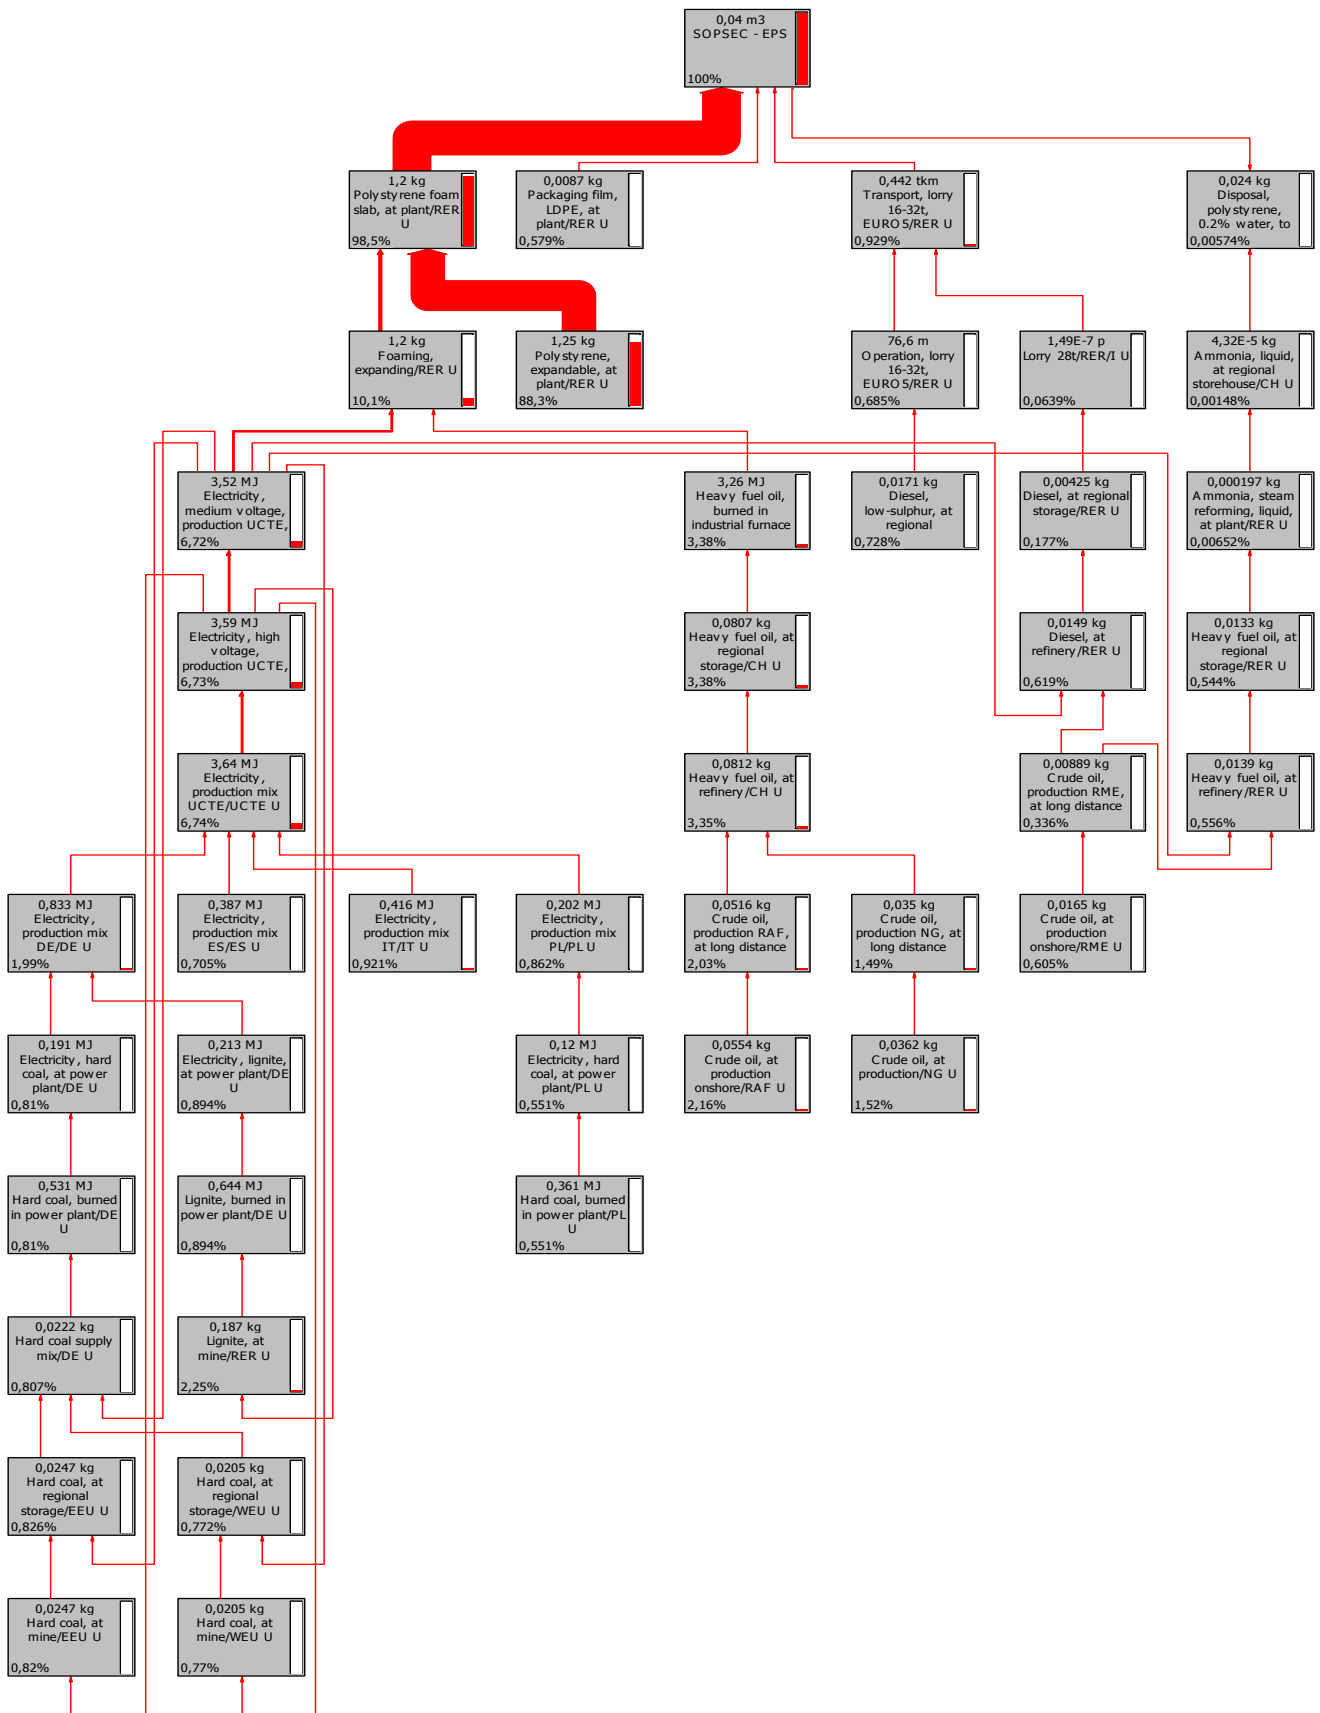 0,04 m3
SOPSEC - EPS
100%
1,2 kg
Polystyrene foam
slab, at plant/RER
U
98,5%
0,0087 kg
Packaging film,
LDPE, at
plant/RER U
0,579%
0,442 tkm
Transport, lorry
16-32t,
EURO5/RER U
0,929%
0,024 kg
Disposal,
polystyrene,
0.2% water, to
0,00574%
1,2 kg
Foaming,
expanding/RER U
10,1%
1,25 kg
Polystyrene,
expandable, at
plant/RER U
88,3%
76,6 m
Operation, lorry
16-32t,
EURO5/RER U
0,685%
1,49E-7 p
Lorry 28t/RER/I U
0,0639%
4,32E-5 kg
Ammonia, liquid,
at regional
storehouse/CH U
0,00148%
3,52 MJ
Electricity,
medium voltage,
production UCTE,
6,72%
3,26 MJ
Heavy fuel oil,
burned in
industrial furnace
3,38%
0,0171 kg
Diesel,
low-sulphur, at
regional
0,728%
0,00425 kg
Diesel, at regional
storage/RER U
0,177%
0,000197 kg
Ammonia, steam
reforming, liquid,
at plant/RER U
0,00652%
3,59 MJ
Electricity, high
voltage,
production UCTE,
6,73%
0,0807 kg
Heavy fuel oil, at
regional
storage/CH U
3,38%
0,0149 kg
Diesel, at
refinery/RER U
0,619%
0,0133 kg
Heavy fuel oil, at
regional
storage/RER U
0,544%
3,64 MJ
Electricity,
production mix
UCTE/UCTE U
6,74%
0,0812 kg
Heavy fuel oil, at
refinery/CH U
3,35%
0,00889 kg
Crude oil,
production RME,
at long distance
0,336%
0,0139 kg
Heavy fuel oil, at
refinery/RER U
0,556%
0,833 MJ
Electricity,
production mix
DE/DE U
1,99%
0,387 MJ
Electricity,
production mix
ES/ES U
0,705%
0,416 MJ
Electricity,
production mix
IT/IT U
0,921%
0,202 MJ
Electricity,
production mix
PL/PL U
0,862%
0,0516 kg
Crude oil,
production RAF,
at long distance
2,03%
0,035 kg
Crude oil,
production NG, at
long distance
1,49%
0,0165 kg
Crude oil, at
production
onshore/RME U
0,605%
0,191 MJ
Electricity, hard
coal, at power
plant/DE U
0,81%
0,213 MJ
Electricity, lignite,
at power plant/DE
U
0,894%
0,12 MJ
Electricity, hard
coal, at power
plant/PL U
0,551%
0,0554 kg
Crude oil, at
production
onshore/RAF U
2,16%
0,0362 kg
Crude oil, at
production/NG U
1,52%
0,531 MJ
Hard coal, burned
in power plant/DE
U
0,81%
0,644 MJ
Lignite, burned in
power plant/DE U
0,894%
0,361 MJ
Hard coal, burned
in power plant/PL
U
0,551%
0,0222 kg
Hard coal supply
mix/DE U
0,807%
0,187 kg
Lignite, at
mine/RER U
2,25%
0,0247 kg
Hard coal, at
regional
storage/EEU U
0,826%
0,0205 kg
Hard coal, at
regional
storage/WEU U
0,772%
0,0247 kg
Hard coal, at
mine/EEU U
0,82%
0,0205 kg
Hard coal, at
mine/WEU U
0,77%